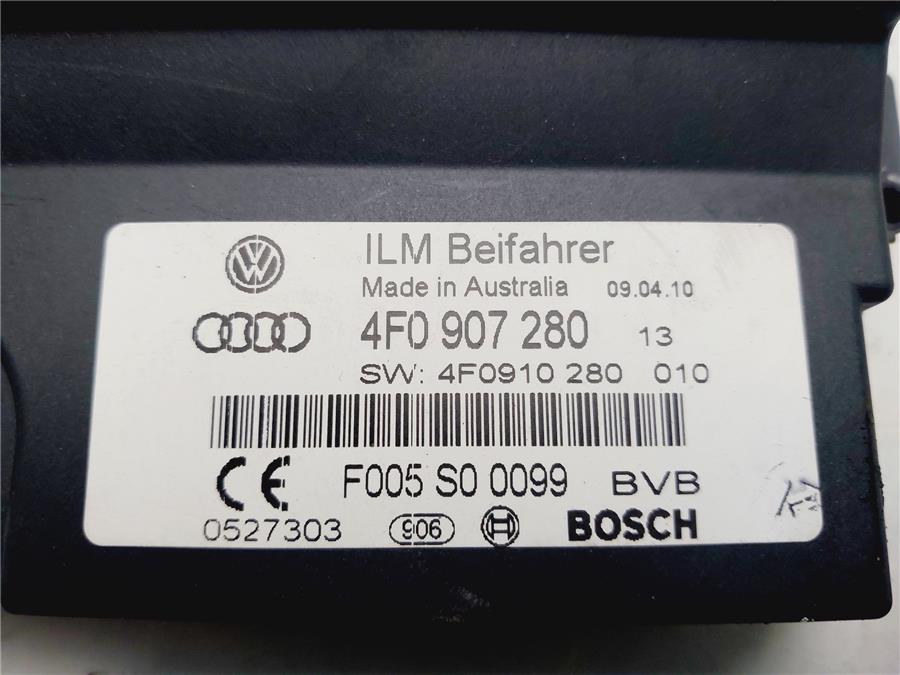 ILM Beifahrer
Made in Australia 09.04.10
4F0 907 280 13
SW: 4F0910 280 010
CE F005 S0 0099 BVB
0527303 906 BOSCH